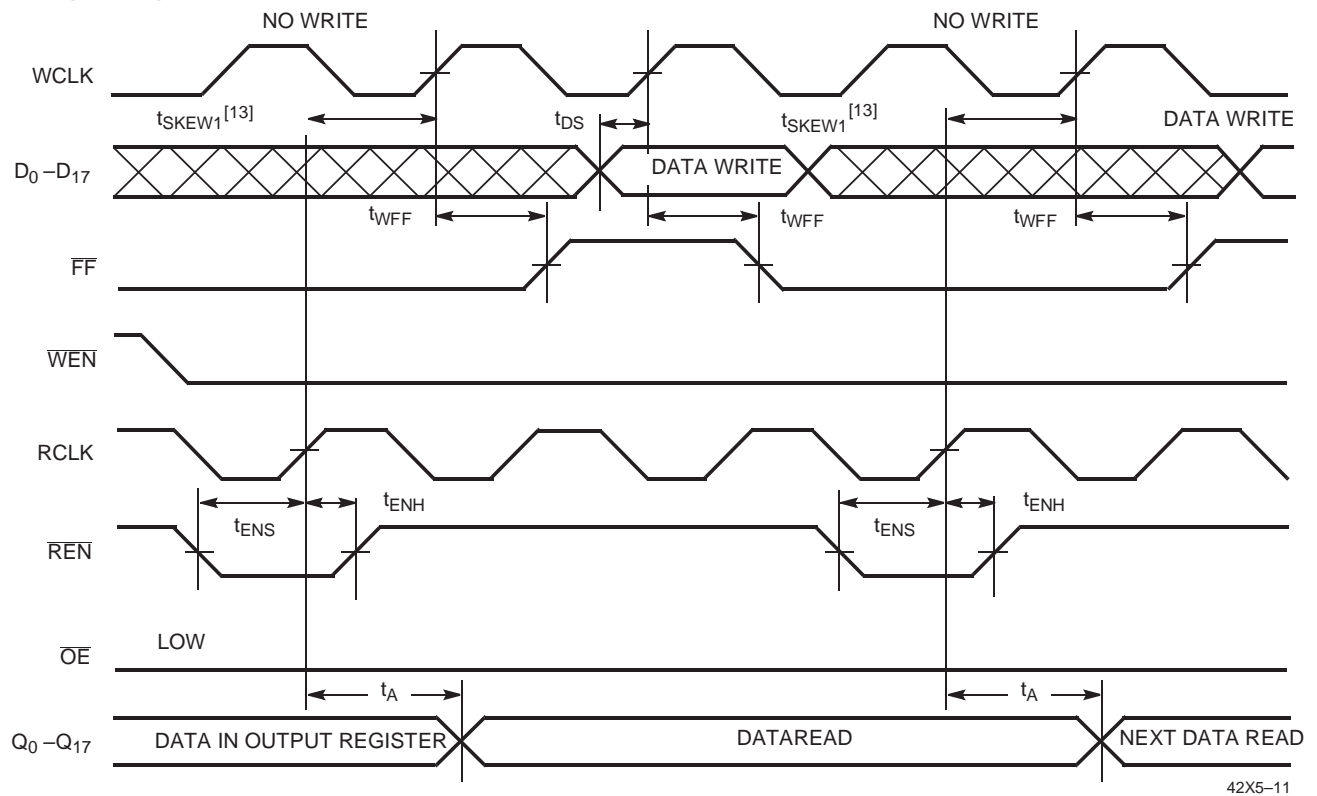 NO WRITE NO WRITE
WCLK
tSKEW1[13] tDS tSKEW1[13] DATA WRITE
D0 –D17 DATA WRITE
tWFF tWFF tWFF
FF
WEN
RCLK
tENS tENH tENS tENH
REN
LOW
OE
tA tA
Q0 –Q17 DATA IN OUTPUT REGISTER DATAREAD NEXT DATA READ
42X5–11